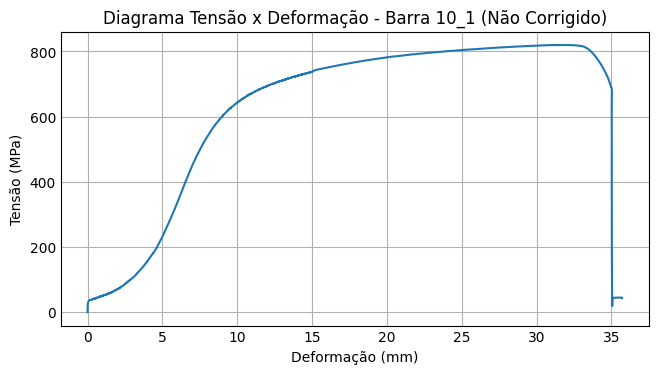 Diagrama Tensão x Deformação - Barra 10_1 (Não Corrigido)
800
600
400
200
0
Tensão (MPa)
0 5 10 15 20 25 30 35
Deformação (mm)